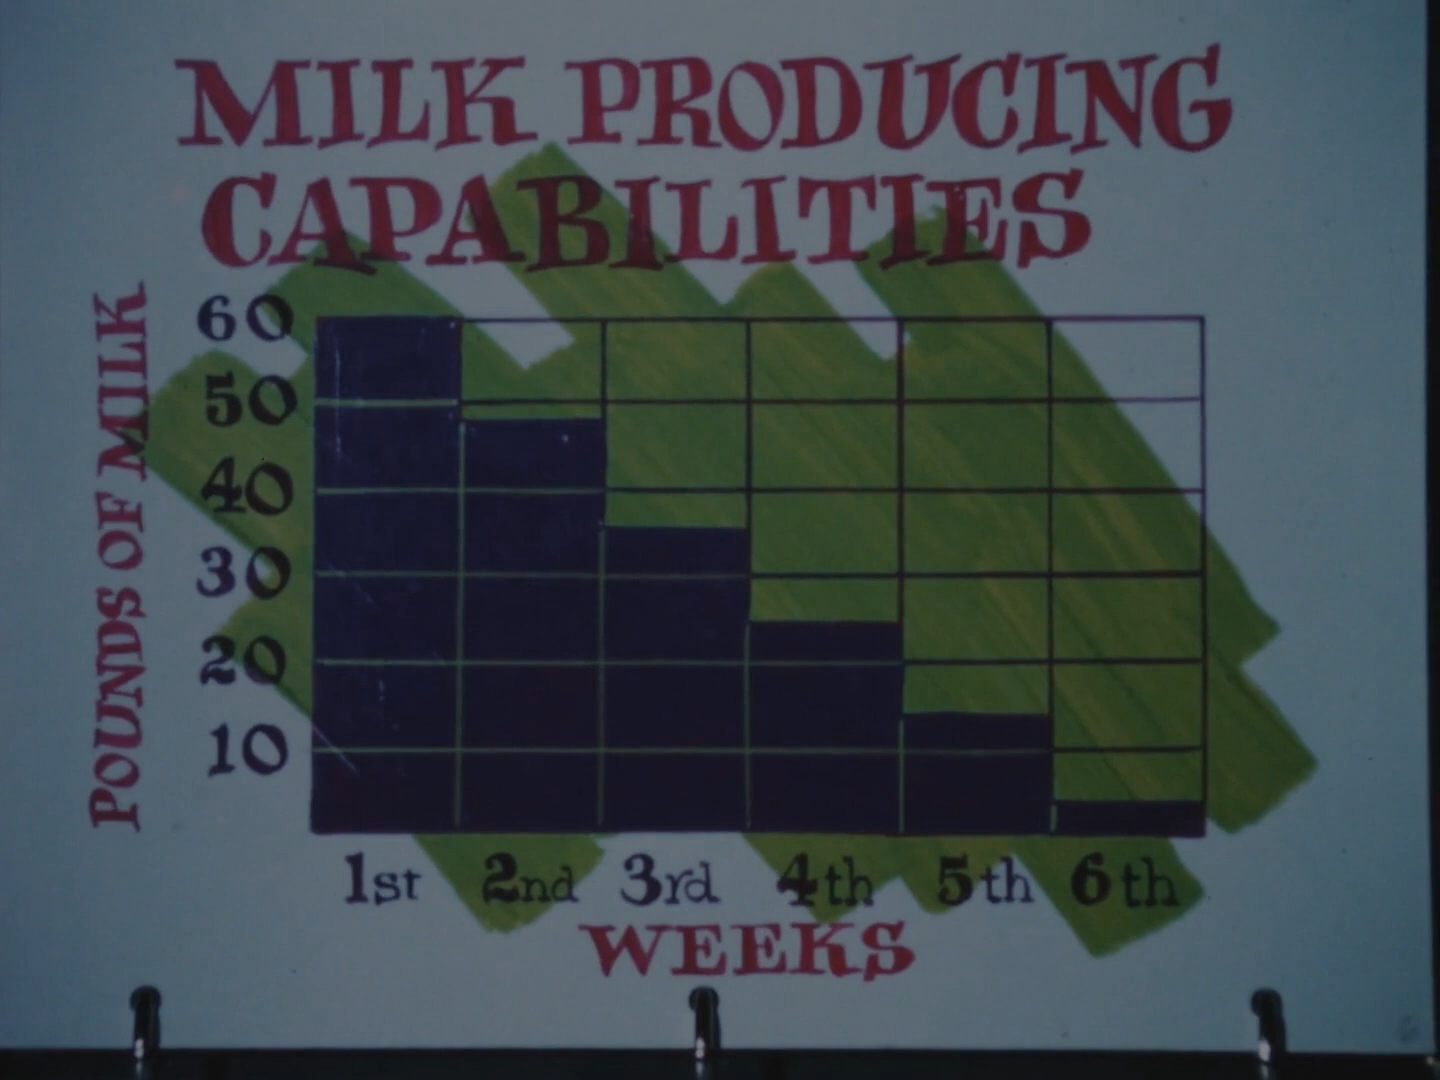 MILK PRODUCING
CAPABILITIES
POUNDS OF MILK
60
50
40
30
20
10
1st 2nd 3rd 4th 5th 6th
WEEKS